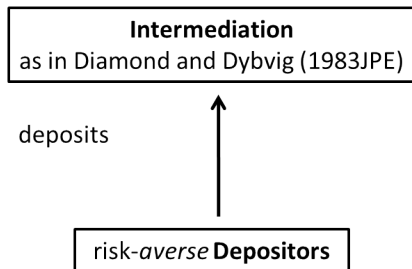 Intermediation
as in Diamond and Dybvig (1983JPE)
deposits
risk-averse Depositors